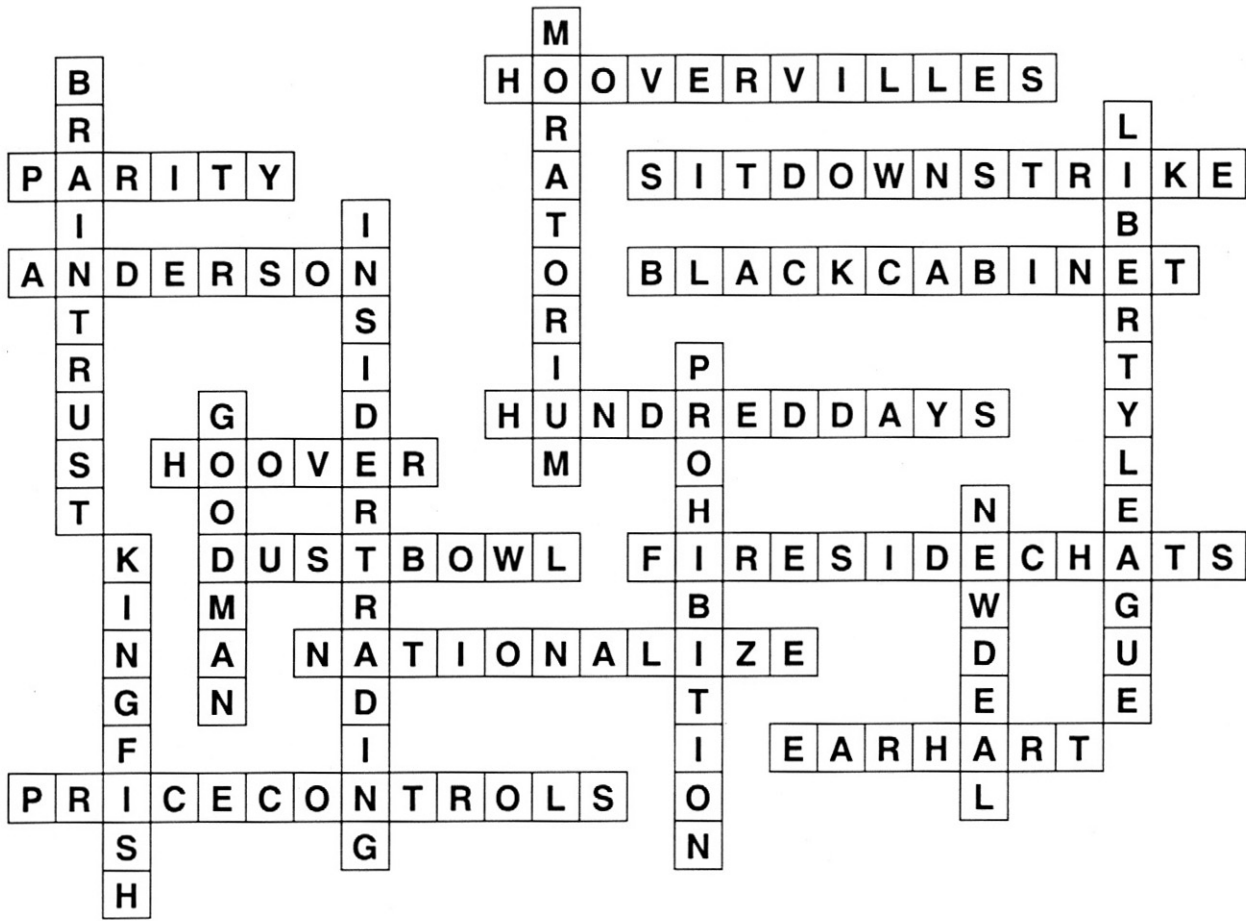 MORATORIUM
BRAINTRUST
HOOVERVILLES
LIBERTYLEAGUE
PARITY
SITDOWNSTRIKE
INSIDERTRADING
ANDERSON
BLACKCABINET
PROHIBITION
GOODMAN
HUNDREDDAYS
HOOVER
NEWDEAL
KINGFISH
DUSTBOWL
FIRESIDECHATS
NATIONALIZE
EARHART
PRICECONTROLS